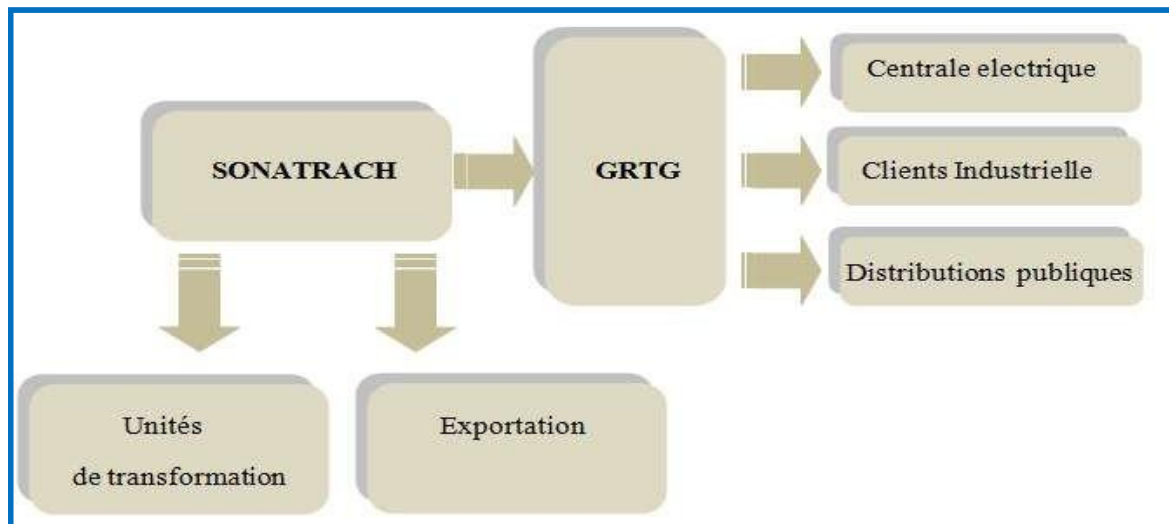 Centrale electrique
SONATRACH
GRTG
Clients Industrielle
Distributions publiques
Unités
de transformation
Exportation